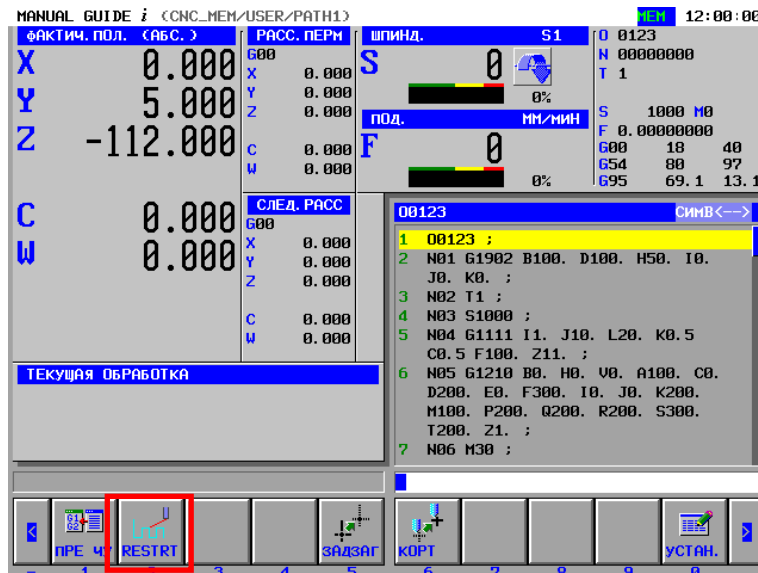 MANUAL GUIDE i (CNC_MEM/USER/PATH1)
MEM 12:00:00
ФАКТИЧ. ПОЛ. (АБС. )
X 0.000
Y 5.000
Z -112.000
C 0.000
W 0.000
РАСС. ПЕРМ
G00
X 0.000
Y 0.000
Z 0.000
C 0.000
W 0.000
СЛЕД. РАСС
G00
X 0.000
Y 0.000
Z 0.000
C 0.000
W 0.000
ШПИНД. S1
S 0
0%
ПОД. ММ/МИН
F 0
0%
O 0123
N 00000000
T 1
S 1000 M0
F 0.00000000
G00 18 40
G54 80 97
G95 69.1 13.1
ТЕКУЩАЯ ОБРАБОТКА
O0123 СИМВ<-->
1 O0123 ;
2 N01 G1902 B100. D100. H50. I0.
J0. K0. ;
3 N02 T1 ;
4 N03 S1000 ;
5 N04 G1111 I1. J10. L20. K0.5
C0.5 F100. Z11. ;
6 N05 G1210 B0. H0. V0. A100. C0.
D200. E0. F300. I0. J0. K200.
M100. P200. Q200. R200. S300.
T200. Z1. ;
7 N06 M30 ;
< ПРЕ ЧУ RESTRT ЗАДЗАГ КОРТ УСТАН. >
1 2 3 4 5 6 7 8 9 0